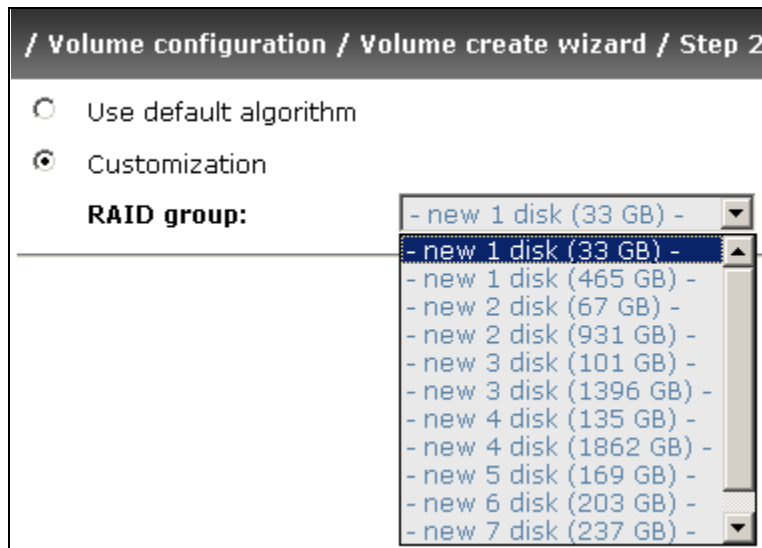 / Volume configuration / Volume create wizard / Step 2
Use default algorithm
Customization
RAID group: - new 1 disk (33 GB) -
- new 1 disk (33 GB) -
- new 1 disk (465 GB) -
- new 2 disk (67 GB) -
- new 2 disk (931 GB) -
- new 3 disk (101 GB) -
- new 3 disk (1396 GB) -
- new 4 disk (135 GB) -
- new 4 disk (1862 GB) -
- new 5 disk (169 GB) -
- new 6 disk (203 GB) -
- new 7 disk (237 GB) -